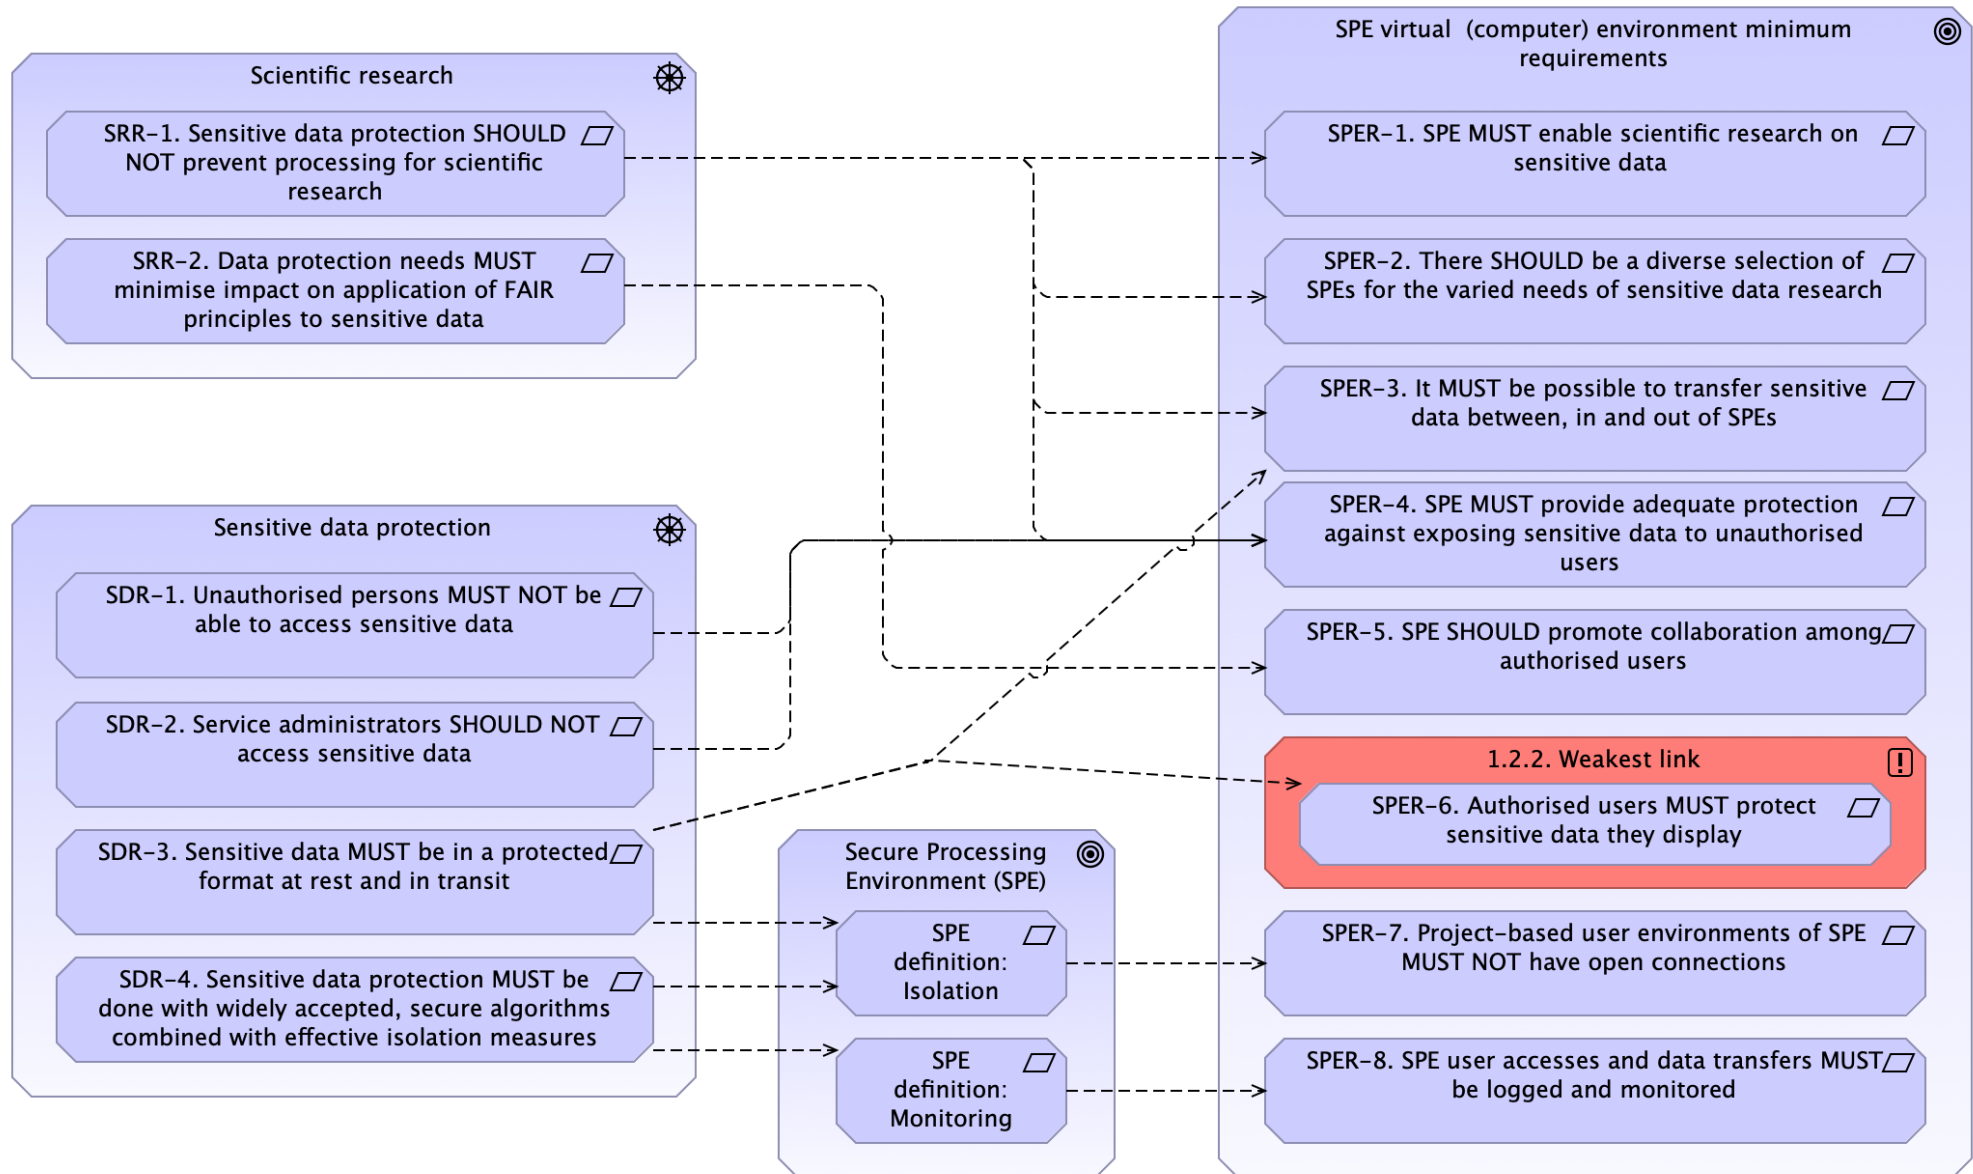 Scientific research
SRR-1. Sensitive data protection SHOULD
NOT prevent processing for scientific
research
SRR-2. Data protection needs MUST
minimise impact on application of FAIR
principles to sensitive data
Sensitive data protection
SDR-1. Unauthorised persons MUST NOT be
able to access sensitive data
SDR-2. Service administrators SHOULD NOT
access sensitive data
SDR-3. Sensitive data MUST be in a protected
format at rest and in transit
SDR-4. Sensitive data protection MUST be
done with widely accepted, secure algorithms
combined with effective isolation measures
Secure Processing
Environment (SPE)
SPE
definition:
Isolation
SPE
definition:
Monitoring
SPE virtual (computer) environment minimum
requirements
SPER-1. SPE MUST enable scientific research on
sensitive data
SPER-2. There SHOULD be a diverse selection of
SPEs for the varied needs of sensitive data research
SPER-3. It MUST be possible to transfer sensitive
data between, in and out of SPEs
SPER-4. SPE MUST provide adequate protection
against exposing sensitive data to unauthorised
users
SPER-5. SPE SHOULD promote collaboration among
authorised users
1.2.2. Weakest link
SPER-6. Authorised users MUST protect
sensitive data they display
SPER-7. Project-based user environments of SPE
MUST NOT have open connections
SPER-8. SPE user accesses and data transfers MUST
be logged and monitored